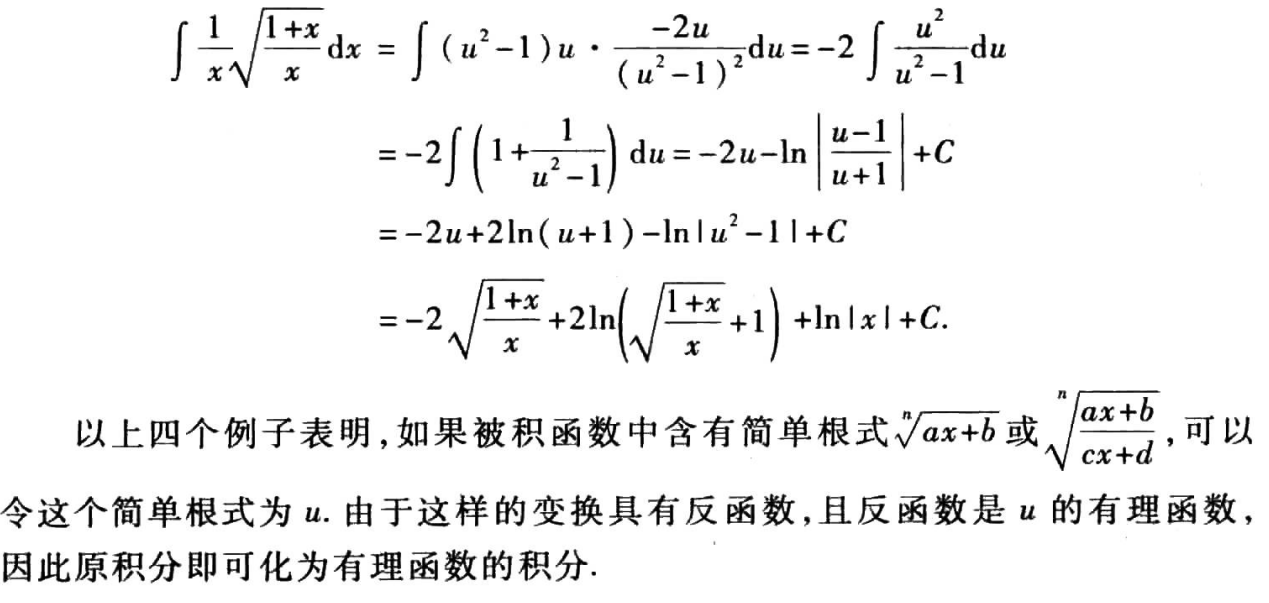 $\int \frac{1}{x}\sqrt{\frac{1+x}{x}}\mathrm{d}x = \int (u^2-1)u \cdot \frac{-2u}{(u^2-1)^2}\mathrm{d}u = -2\int \frac{u^2}{u^2-1}\mathrm{d}u$
$= -2\int \left(1+\frac{1}{u^2-1}\right)\mathrm{d}u = -2u-\ln\left|\frac{u-1}{u+1}\right|+C$
$= -2u+2\ln(u+1)-\ln|u^2-1|+C$
$= -2\sqrt{\frac{1+x}{x}}+2\ln\left(\sqrt{\frac{1+x}{x}}+1\right)+\ln|x|+C.$
以上四个例子表明,如果被积函数中含有简单根式$\sqrt[n]{ax+b}$或$\sqrt[n]{\frac{ax+b}{cx+d}}$,可以
令这个简单根式为 u. 由于这样的变换具有反函数,且反函数是 u 的有理函数,
因此原积分即可化为有理函数的积分.